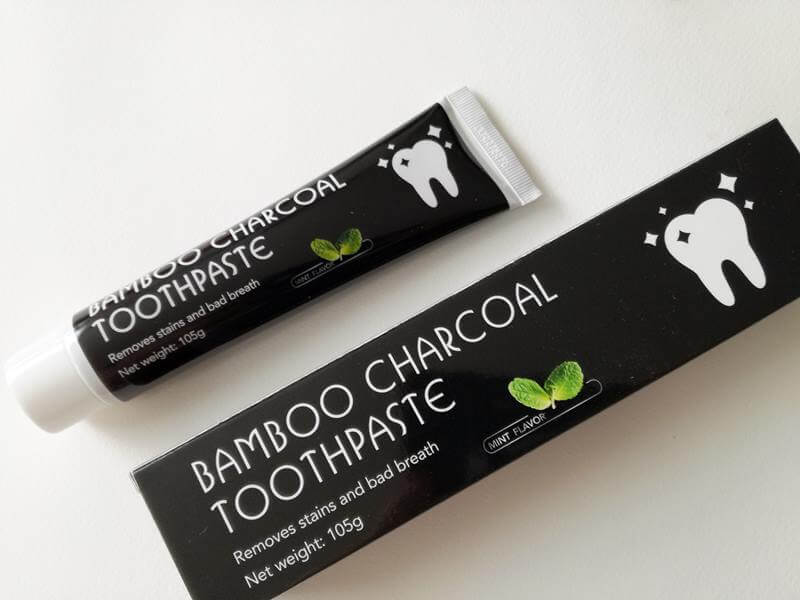 BAMBOO CHARCOAL
TOOTHPASTE
Removes stains and bad breath
Net weight: 105g
MINT FLAVOR
BAMBOO CHARCOAL
TOOTHPASTE
Removes stains and bad breath
Net weight: 105g
MINT FLAVOR